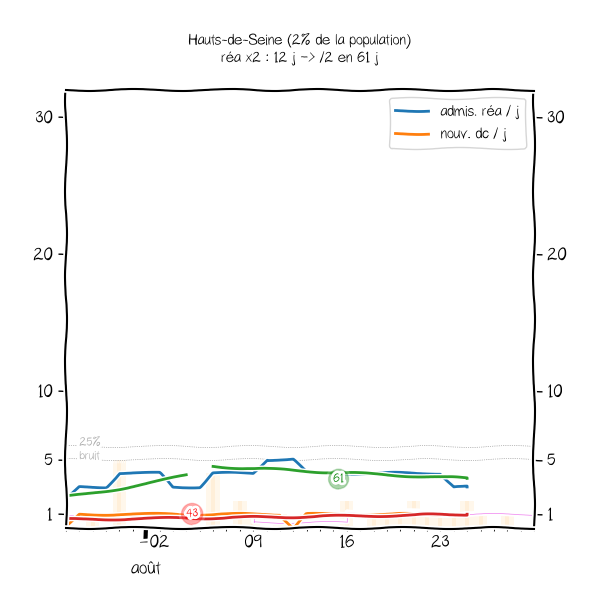 Hauts-de-Seine (2% de la population)
réa x2 : 12 j -> /2 en 61 j
admis. réa / j
nouv. dc / j
30 30
20 20
10 10
25%
bruit
5 5
61
43
1 1
02 09 16 23
août